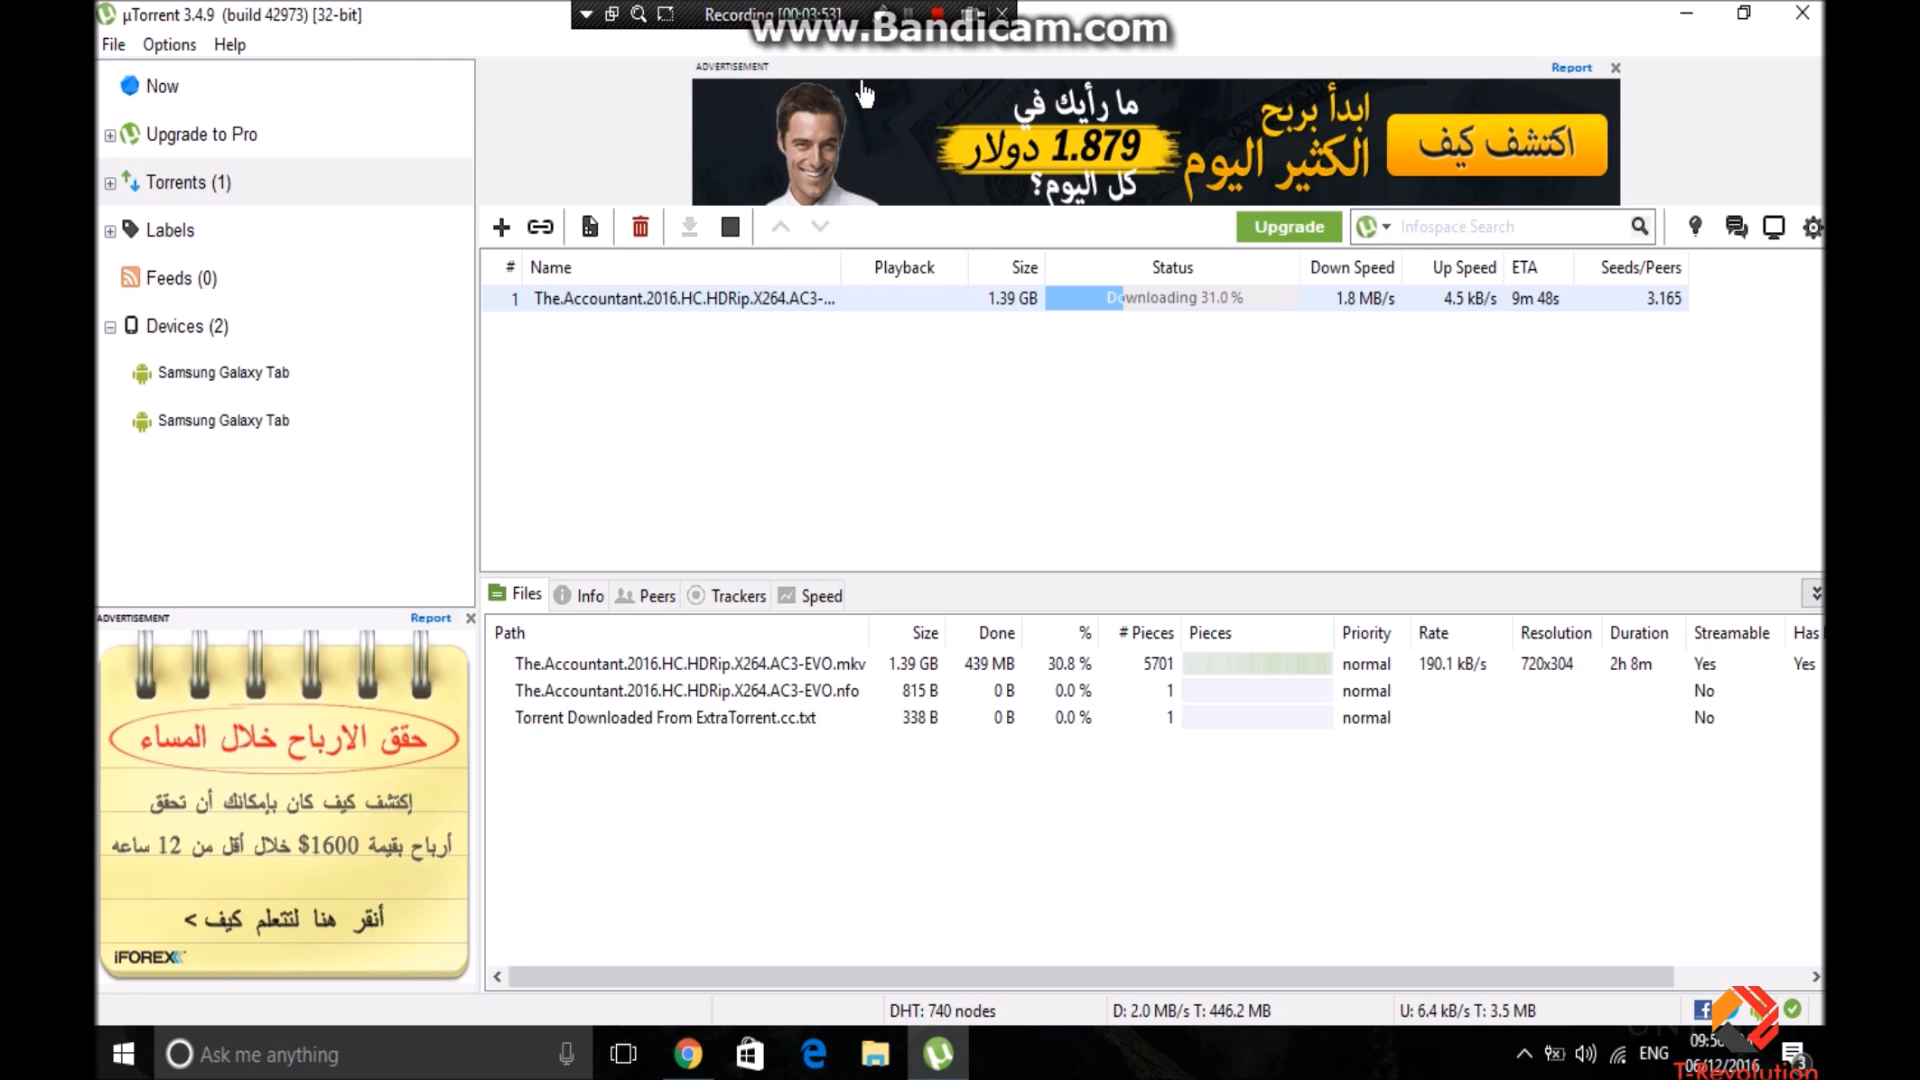 µTorrent 3.4.9 (build 42973) [32-bit]
Recording [00:03:53]
www.Bandicam.com
File Options Help
Now
Upgrade to Pro
Torrents (1)
Labels
Feeds (0)
Devices (2)
Samsung Galaxy Tab
Samsung Galaxy Tab
ADVERTISEMENT Report
ما رأيك في
1.879 دولار
كل اليوم؟
ابدأ بربح
الكثير اليوم
اكتشف كيف
Upgrade Infospace Search
# Name Playback Size Status Down Speed Up Speed ETA Seeds/Peers
1 The.Accountant.2016.HC.HDRip.X264.AC3-... 1.39 GB Downloading 31.0 % 1.8 MB/s 4.5 kB/s 9m 48s 3.165
Files Info Peers Trackers Speed
Path Size Done % # Pieces Pieces Priority Rate Resolution Duration Streamable Has
The.Accountant.2016.HC.HDRip.X264.AC3-EVO.mkv 1.39 GB 439 MB 30.8 % 5701 normal 190.1 kB/s 720x304 2h 8m Yes Yes
The.Accountant.2016.HC.HDRip.X264.AC3-EVO.nfo 815 B 0 B 0.0 % 1 normal No
Torrent Downloaded From ExtraTorrent.cc.txt 338 B 0 B 0.0 % 1 normal No
ADVERTISEMENT Report
حقق الارباح خلال المساء
إكتشف كيف كان بإمكانك أن تحقق
أرباح بقيمة 1600$ خلال أقل من 12 ساعه
أنقر هنا لتتعلم كيف >
iFOREX
DHT: 740 nodes D: 2.0 MB/s T: 446.2 MB U: 6.4 kB/s T: 3.5 MB
Ask me anything
ENG
06/12/2016
3
T-Revolution